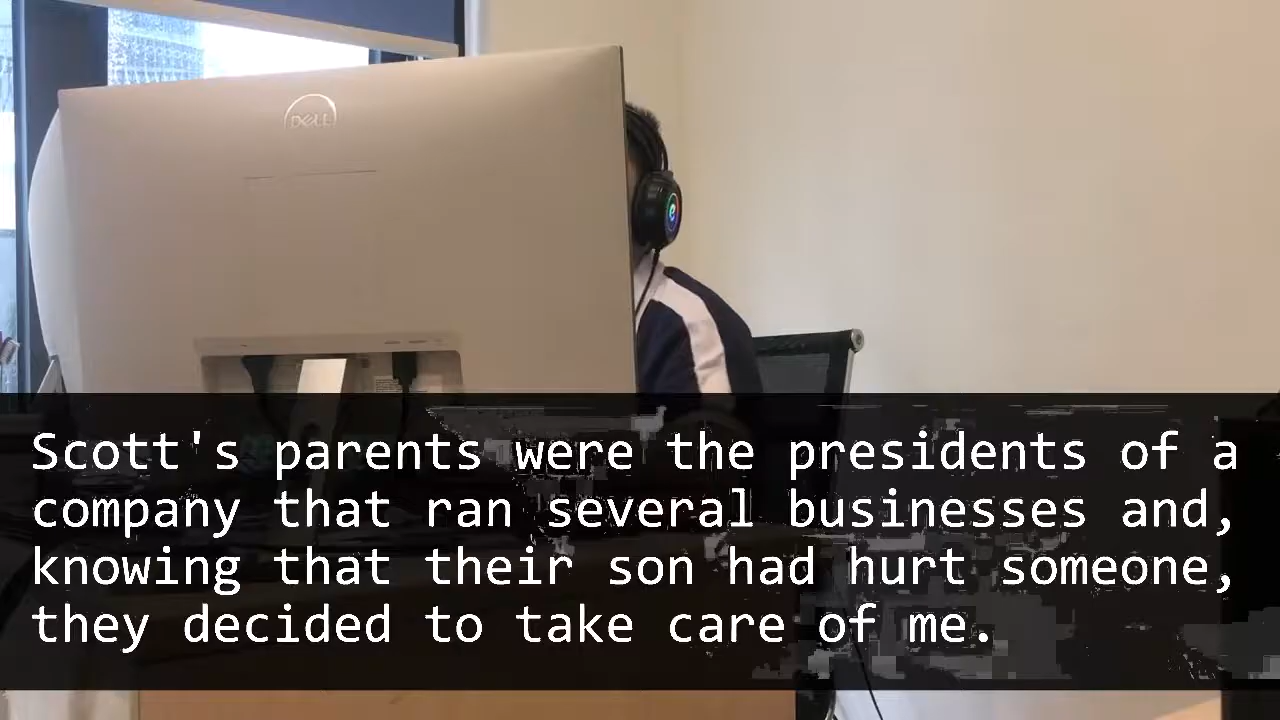 DELL
Scott's parents were the presidents of a
company that ran several businesses and,
knowing that their son had hurt someone,
they decided to take care of me.